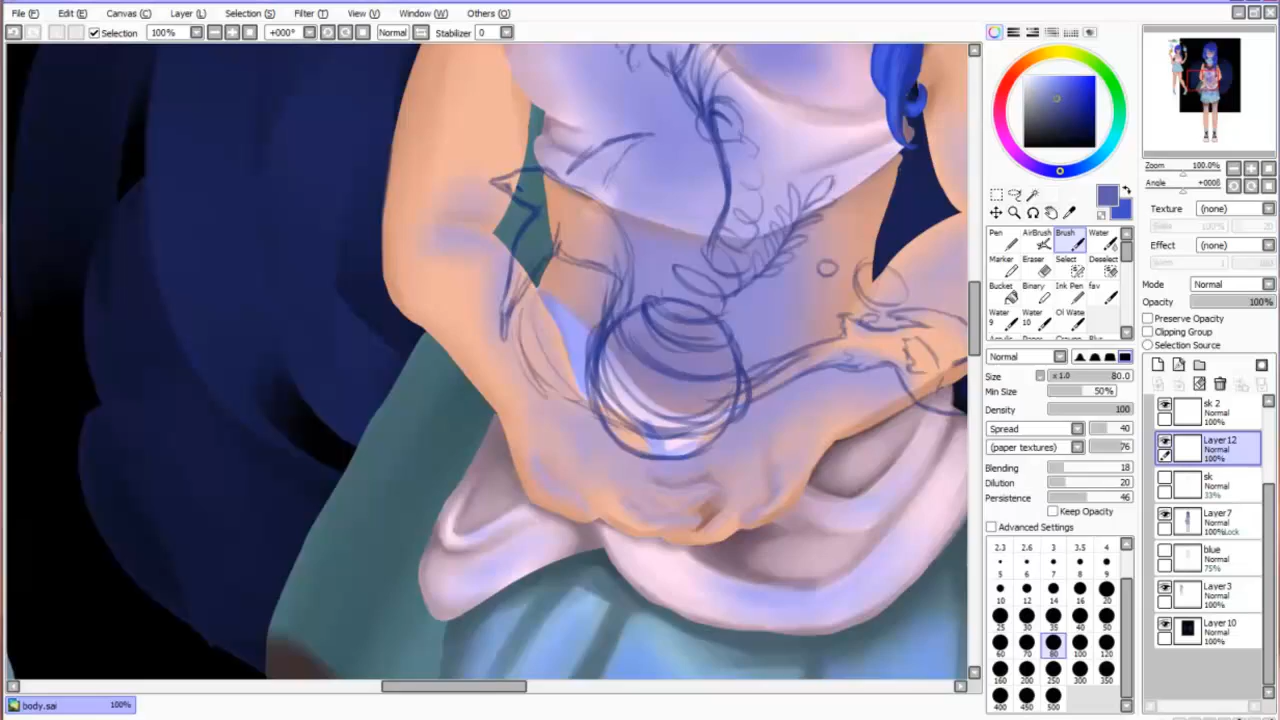 File (F) Edit (E) Canvas (C) Layer (L) Selection (S) Filter (T) View (V) Window (W) Others (O)
Selection 100% +000° Normal Stabilizer 0
Zoom 100.0%
Angle +000°
Texture (none)
Effect (none)
Pen AirBrush Brush Water
Marker Eraser Select Deselect
Bucket Binary Ink Pen fav
Water 9 Water 10 Oil Wate
Mode Normal
Opacity 100%
Preserve Opacity
Clipping Group
Selection Source
Normal
Size x 1.0 80.0
Min Size 50%
Density 100
Spread 40
(paper textures) 76
Blending 18
Dilution 20
Persistence 46
Keep Opacity
Advanced Settings
2.3 2.6 3 3.5 4
5 6 7 8 9
10 12 14 16 20
25 30 35 40 50
60 70 80 100 120
160 200 250 300 350
400 450 500
sk 2
Normal
100%
Layer12
Normal
100%
sk
Normal
33%
Layer7
Normal
100%Lock
blue
Normal
75%
Layer3
Normal
100%
Layer10
Normal
100%
body.sai 100%